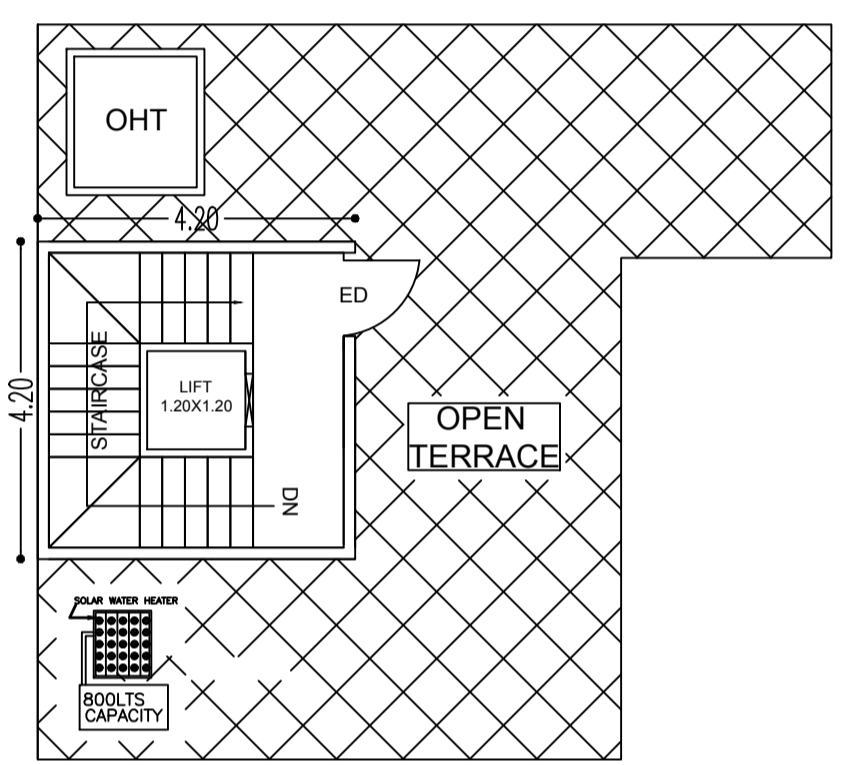 OHT
4.20
ED
STAIRCASE
LIFT
1.20X1.20
4.20
OPEN
TERRACE
DN
SOLAR WATER HEATER
800LTS
CAPACITY